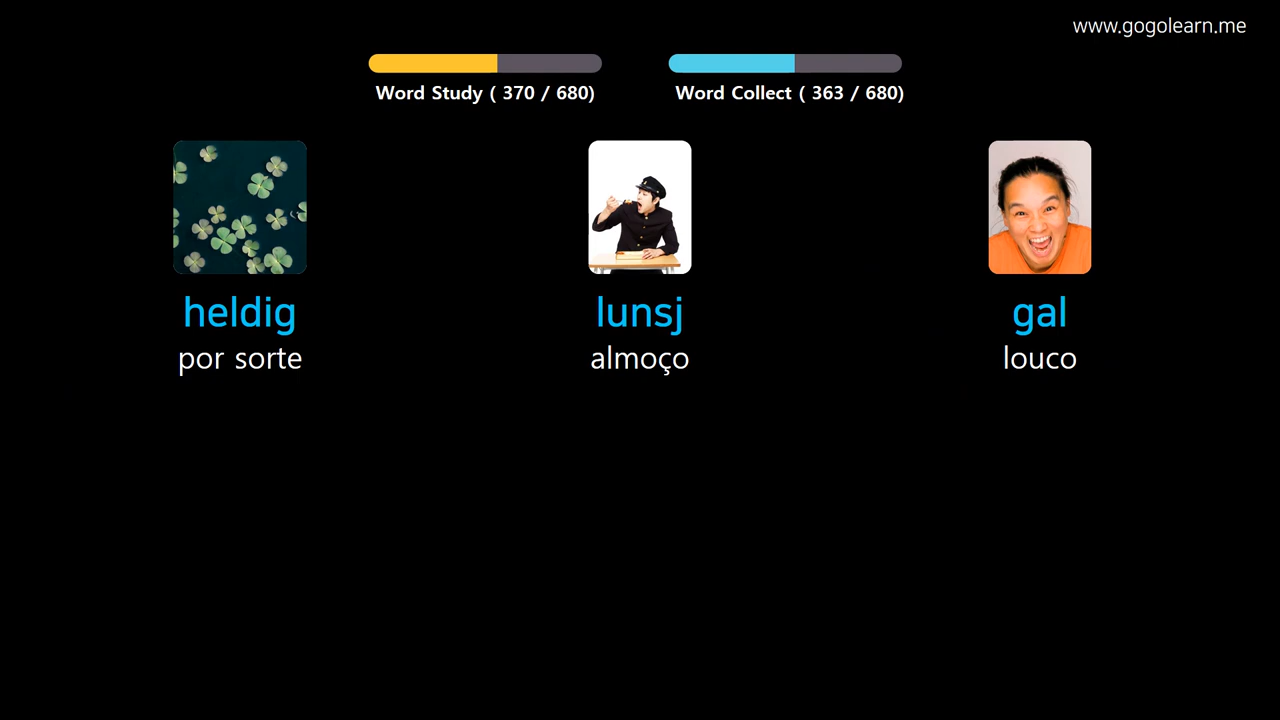 www.gogolearn.me
Word Study ( 370 / 680)
Word Collect ( 363 / 680)
heldig
por sorte
lunsj
almoço
gal
louco